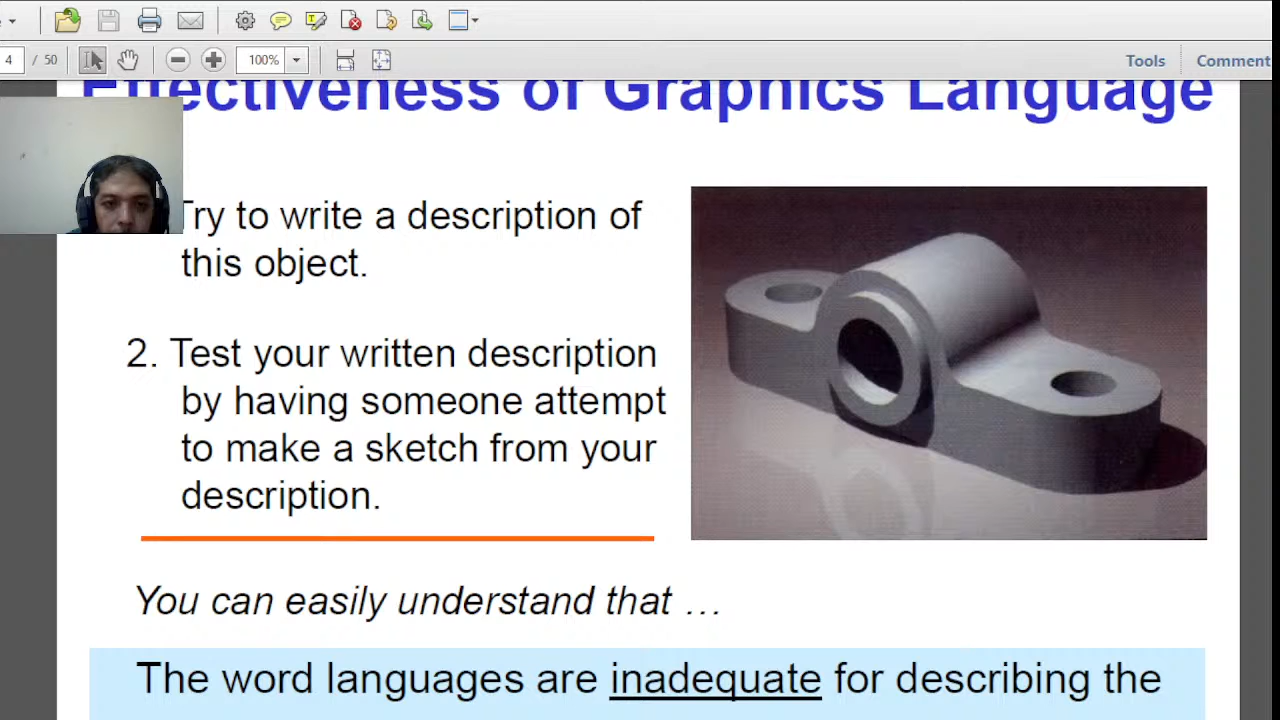 4 / 50
100%
Tools
Comment
Effectiveness of Graphics Language
Try to write a description of
this object.
2. Test your written description
by having someone attempt
to make a sketch from your
description.
You can easily understand that …
The word languages are inadequate for describing the